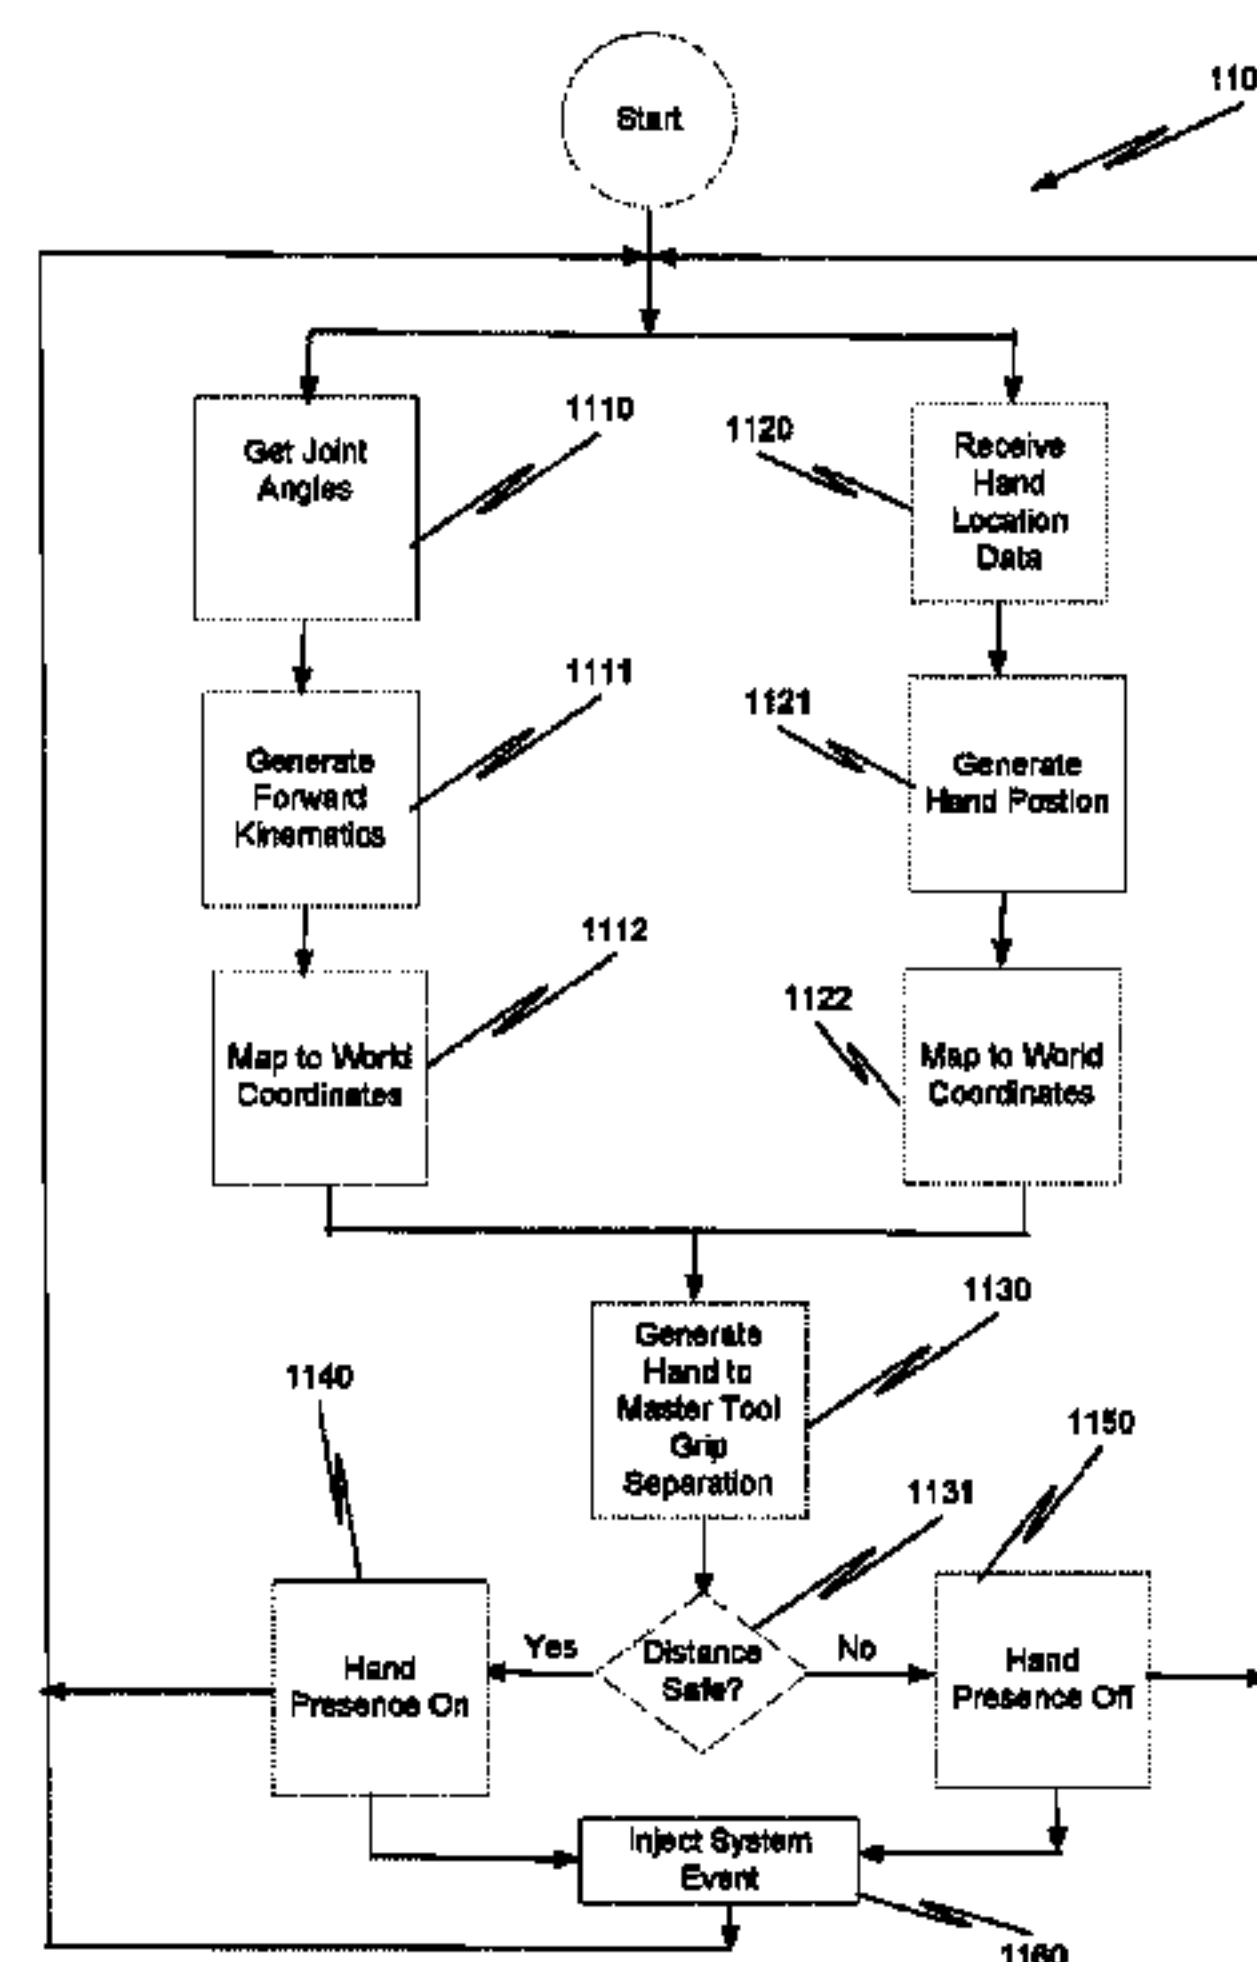 Start
110
Get Joint
Angles
1110
1120
Receive
Hand
Location
Data
Generate
Forward
Kinematics
1111
1121
Generate
Hand Postion
Map to World
Coordinates
1112
1122
Map to World
Coordinates
1130
Generate
Hand to
Master Tool
Grip
Separation
1140
1150
1131
Hand
Presence On
Yes
Distance
Safe?
No
Hand
Presence Off
Inject System
Event
1160